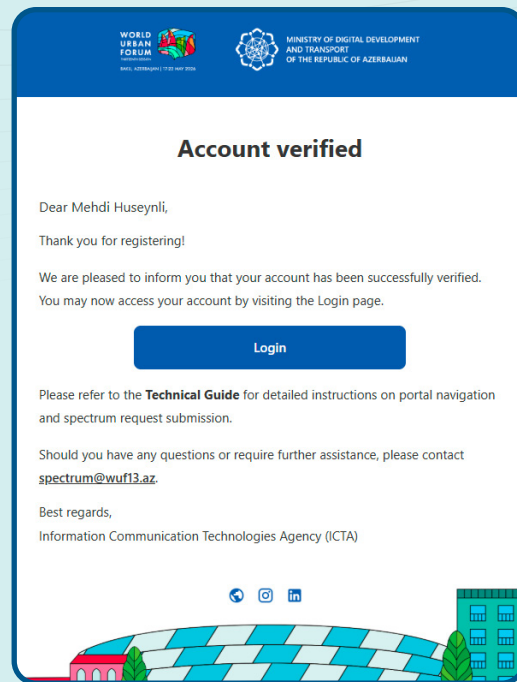 WORLD
URBAN
FORUM
BAKU, AZERBAIJAN | 17-22 MAY 2026
MINISTRY OF DIGITAL DEVELOPMENT
AND TRANSPORT
OF THE REPUBLIC OF AZERBAIJAN
Account verified
Dear Mehdi Huseynli,
Thank you for registering!
We are pleased to inform you that your account has been successfully verified.
You may now access your account by visiting the Login page.
Login
Please refer to the Technical Guide for detailed instructions on portal navigation
and spectrum request submission.
Should you have any questions or require further assistance, please contact
spectrum@wuf13.az.
Best regards,
Information Communication Technologies Agency (ICTA)